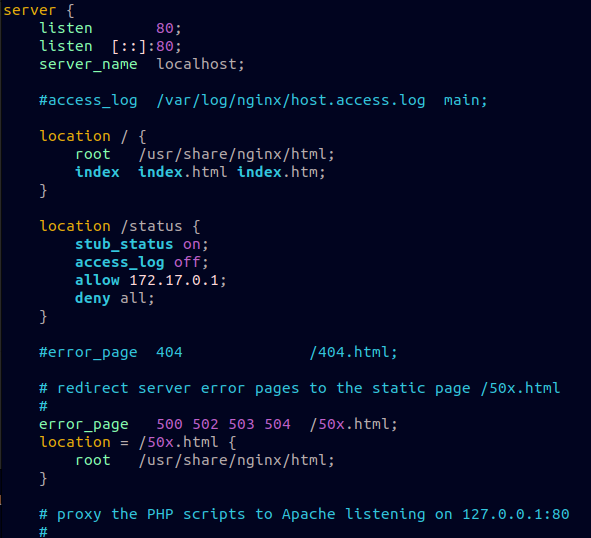 server {
    listen       80;
    listen  [::]:80;
    server_name  localhost;

    #access_log  /var/log/nginx/host.access.log  main;

    location / {
        root   /usr/share/nginx/html;
        index  index.html index.htm;
    }

    location /status {
        stub_status on;
        access_log off;
        allow 172.17.0.1;
        deny all;
    }

    #error_page  404              /404.html;

    # redirect server error pages to the static page /50x.html
    #
    error_page   500 502 503 504  /50x.html;
    location = /50x.html {
        root   /usr/share/nginx/html;
    }

    # proxy the PHP scripts to Apache listening on 127.0.0.1:80
    #